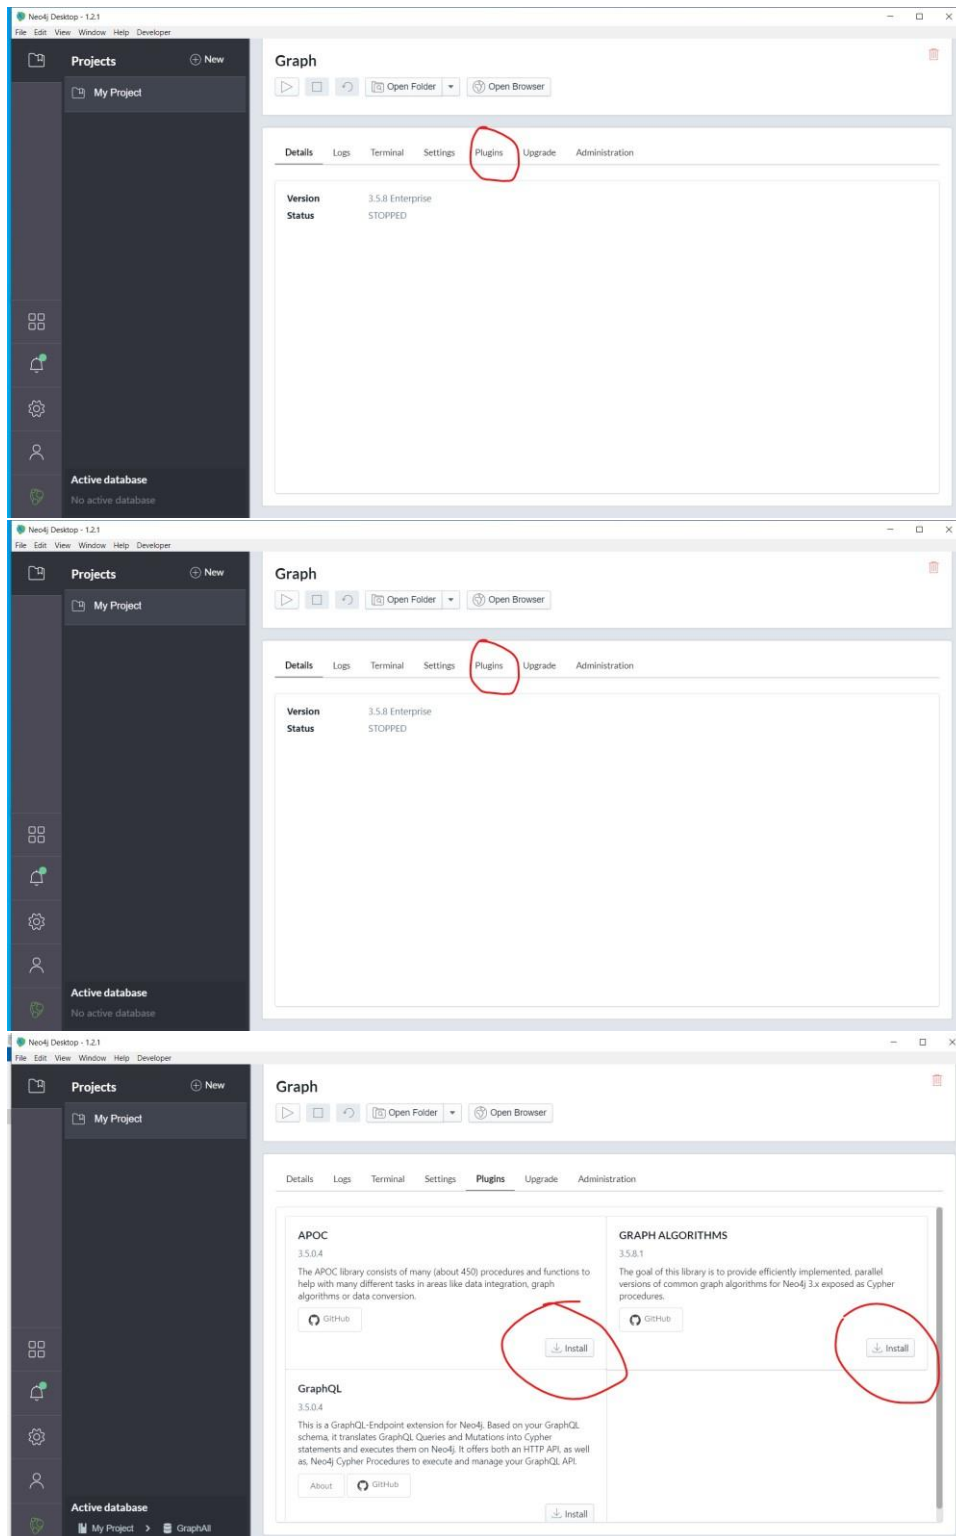 Neo4j Desktop - 1.2.1
File Edit View Window Help Developer
Projects
New
My Project
Graph
Open Folder
Open Browser
Details Logs Terminal Settings Plugins Upgrade Administration
Version 3.5.8 Enterprise
Status STOPPED
Active database
No active database
Neo4j Desktop - 1.2.1
File Edit View Window Help Developer
Projects
New
My Project
Graph
Open Folder
Open Browser
Details Logs Terminal Settings Plugins Upgrade Administration
Version 3.5.8 Enterprise
Status STOPPED
Active database
No active database
Neo4j Desktop - 1.2.1
File Edit View Window Help Developer
Projects
New
My Project
Graph
Open Folder
Open Browser
Details Logs Terminal Settings Plugins Upgrade Administration
APOC
3.5.0.4
The APOC library consists of many (about 450) procedures and functions to
help with many different tasks in areas like data integration, graph
algorithms or data conversion.
GitHub
Install
GRAPH ALGORITHMS
3.5.8.1
The goal of this library is to provide efficiently implemented, parallel
versions of common graph algorithms for Neo4j 3.x exposed as Cypher
procedures.
GitHub
Install
GraphQL
3.5.0.4
This is a GraphQL-Endpoint extension for Neo4j. Based on your GraphQL
schema, it translates GraphQL Queries and Mutations into Cypher
statements and executes them on Neo4j. It offers both an HTTP API, as well
as, Neo4j Cypher Procedures to execute and manage your GraphQL API.
About
GitHub
Install
Active database
My Project > GraphAll